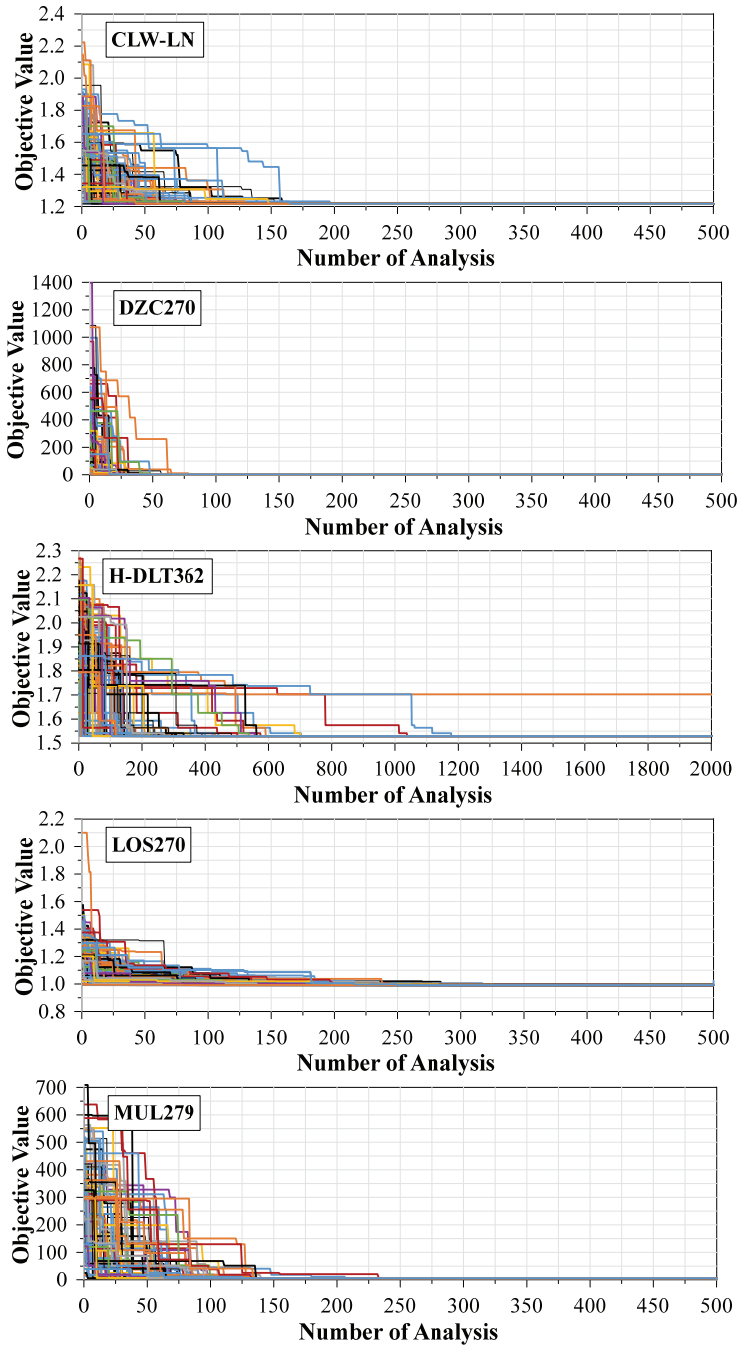 CLW-LN
Objective Value
2.4
2.2
2.0
1.8
1.6
1.4
1.2
0 50 100 150 200 250 300 350 400 450 500
Number of Analysis
DZC270
Objective Value
1400
1200
1000
800
600
400
200
0
0 50 100 150 200 250 300 350 400 450 500
Number of Analysis
H-DLT362
Objective Value
2.3
2.2
2.1
2.0
1.9
1.8
1.7
1.6
1.5
0 200 400 600 800 1000 1200 1400 1600 1800 2000
Number of Analysis
LOS270
Objective Value
2.2
2.0
1.8
1.6
1.4
1.2
1.0
0.8
0 50 100 150 200 250 300 350 400 450 500
Number of Analysis
MUL279
Objective Value
700
600
500
400
300
200
100
0
0 50 100 150 200 250 300 350 400 450 500
Number of Analysis